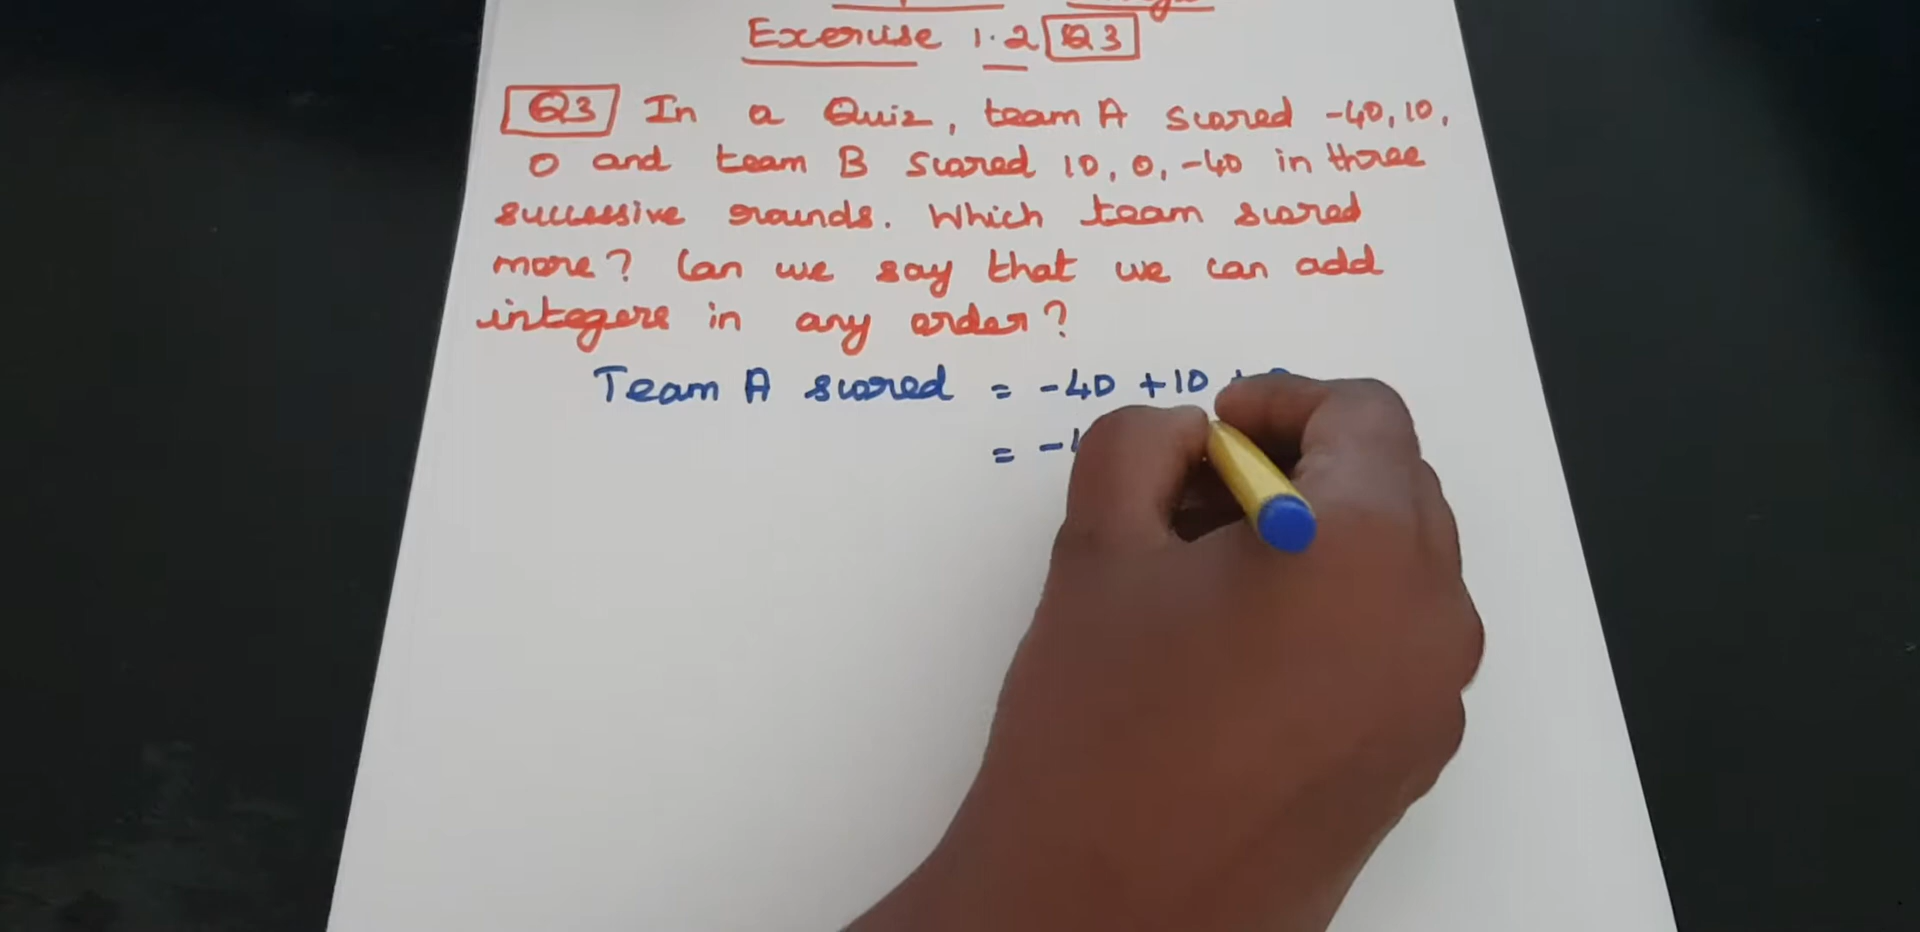 Exercise 1.2 Q3
Q3 In a Quiz, team A scored -40, 10,
0 and team B scored 10, 0, -40 in three
successive rounds. Which team scored
more? Can we say that we can add
integers in any order?
Team A scored = -40 +10
= -